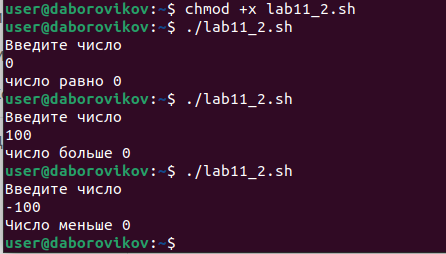 user@daborovikov:~$ chmod +x lab11_2.sh
user@daborovikov:~$ ./lab11_2.sh
Введите число
0
число равно 0
user@daborovikov:~$ ./lab11_2.sh
Введите число
100
число больше 0
user@daborovikov:~$ ./lab11_2.sh
Введите число
-100
Число меньше 0
user@daborovikov:~$